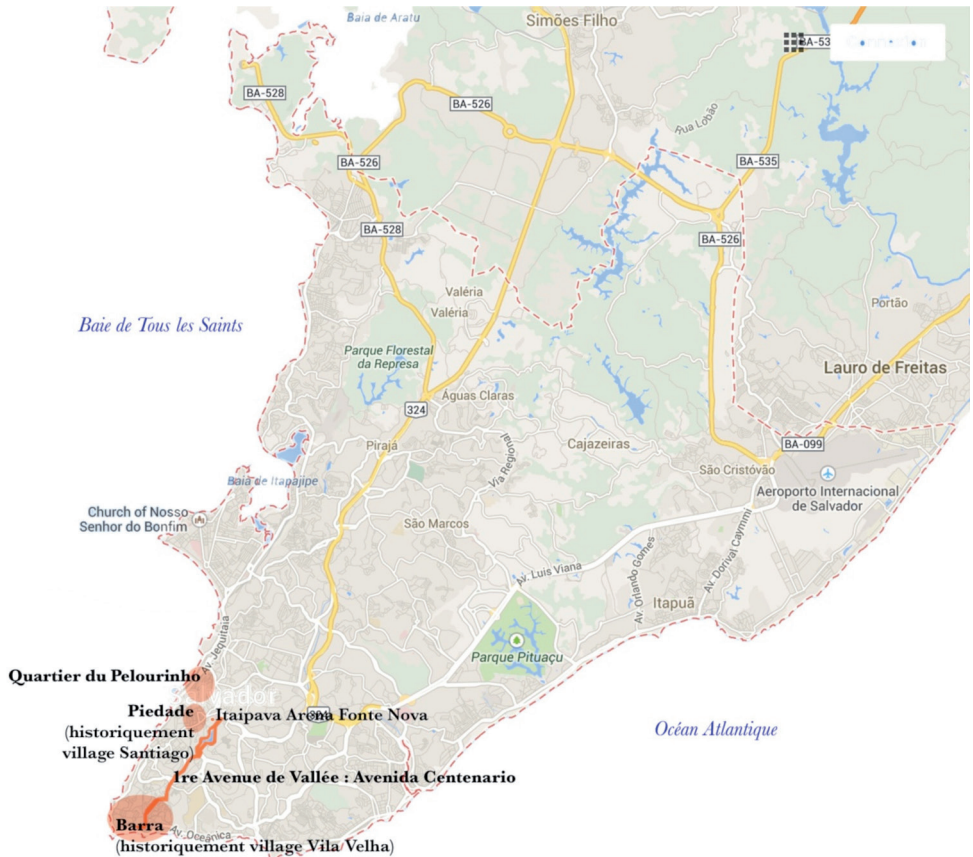 Baia de Aratu
Simões Filho
BA-53
BA-528
BA-526
Rua Lobão
BA-526
BA-535
BA-528
BA-526
Valéria
Valéria
Portão
Baie de Tous les Saints
Parque Florestal
da Represa
Lauro de Freitas
324
Águas Claras
Pirajá
Via Regional
Cajazeiras
BA-099
São Cristóvão
Baia de Itapajipe
Aeroporto Internacional
de Salvador
Church of Nosso
Senhor do Bonfim
São Marcos
Av. Luis Viana
Av. Orlando Gomes
Av. Dorival Caymmi
Itapuã
Av. Jequitaia
Parque Pituaçu
Quartier du Pelourinho
Salvador
Piedade
(historiquement
village Santiago)
Itaipava Arena Fonte Nova
324
Océan Atlantique
1re Avenue de Vallée : Avenida Centenario
Barra
Av. Oceânica
(historiquement village Vila Velha)